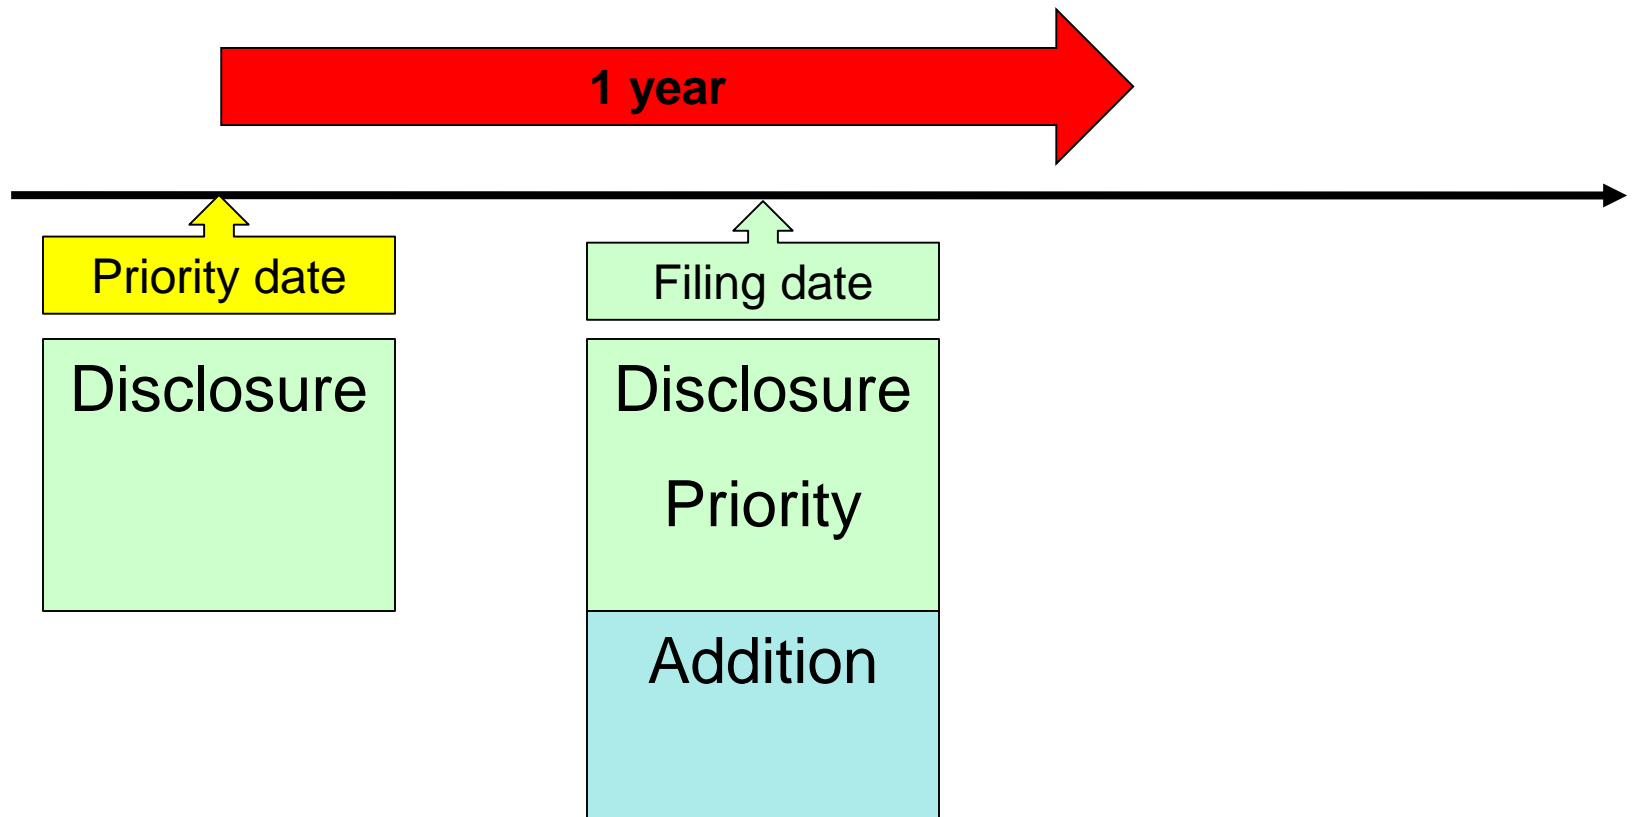 1 year
Priority date
Filing date
Disclosure
Disclosure
Priority
Addition